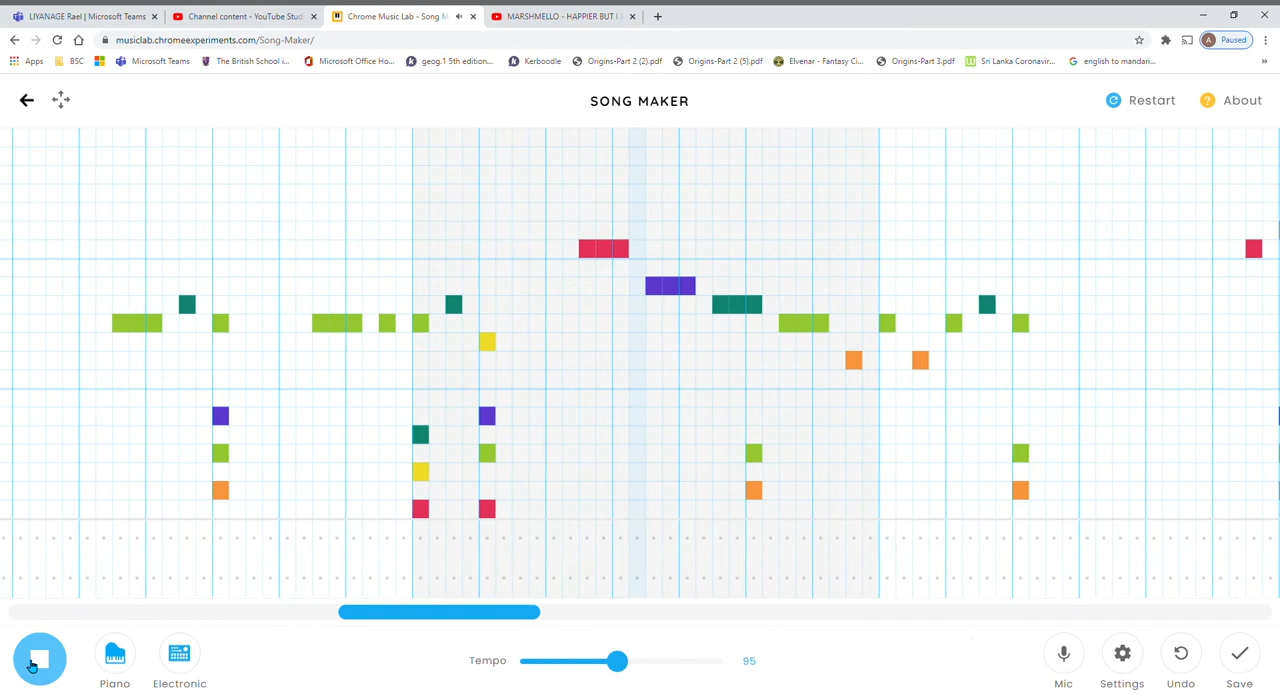 LIYANAGE Rael | Microsoft Teams
Channel content - YouTube Stud
Chrome Music Lab - Song M
MARSHMELLO - HAPPIER BUT I
musiclab.chromeexperiments.com/Song-Maker/
A Paused
Apps
BSC
Microsoft Teams
The British School i...
Microsoft Office Ho...
geog.1 5th edition...
Kerboodle
Origins-Part 2 (2).pdf
Origins-Part 2 (5).pdf
Elvenar - Fantasy Ci...
Origins-Part 3.pdf
Sri Lanka Coronavir...
english to mandari...
SONG MAKER
Restart
About
Tempo
95
Piano
Electronic
Mic
Settings
Undo
Save